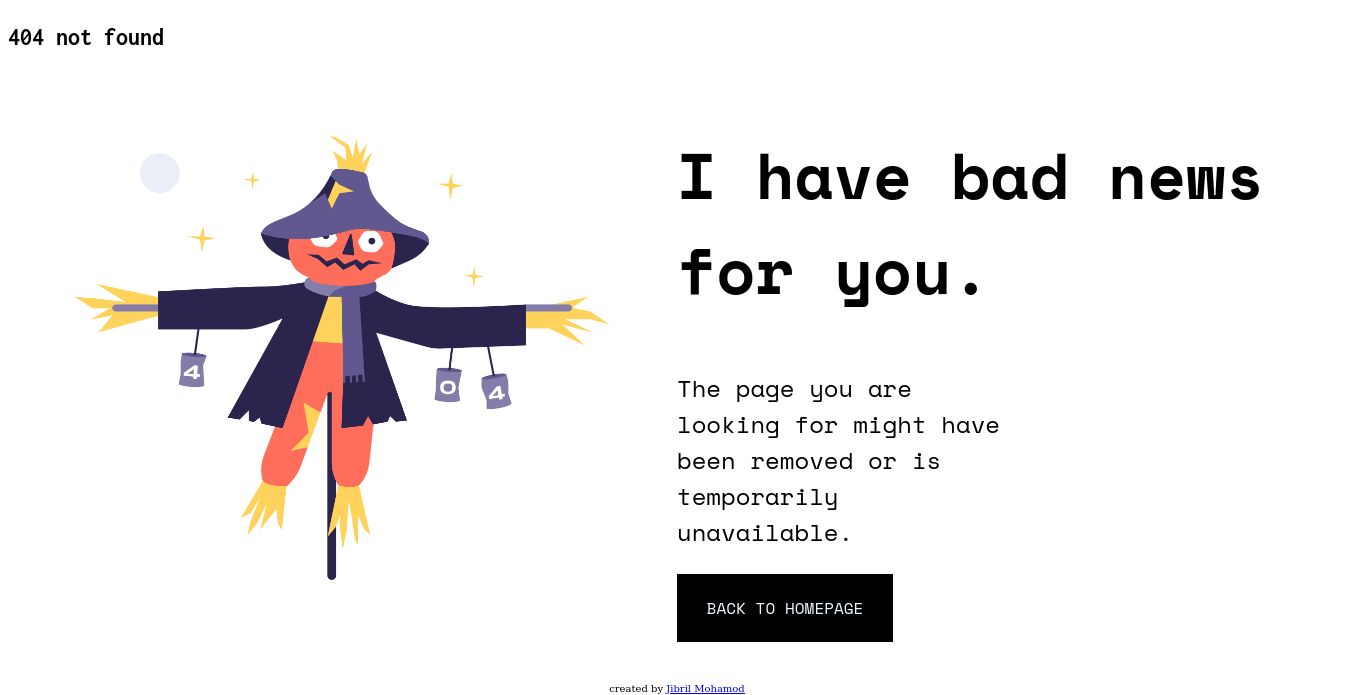 404 not found
I have bad news
for you.
4
0
4
The page you are
looking for might have
been removed or is
temporarily
unavailable.
BACK TO HOMEPAGE
created by Jibril Mohamod